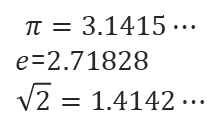 π = 3.1415 ⋯
e=2.71828
√2 = 1.4142 ⋯